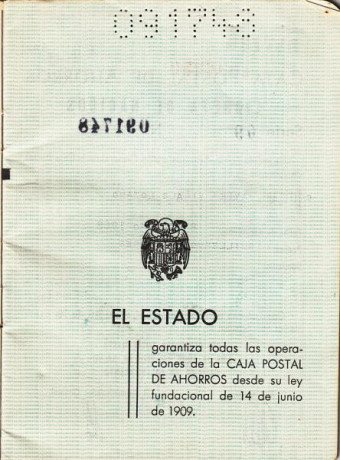 091748
091748
EL ESTADO
garantiza todas las opera-
ciones de la CAJA POSTAL
DE AHORROS desde su ley
fundacional de 14 de junio
de 1909.